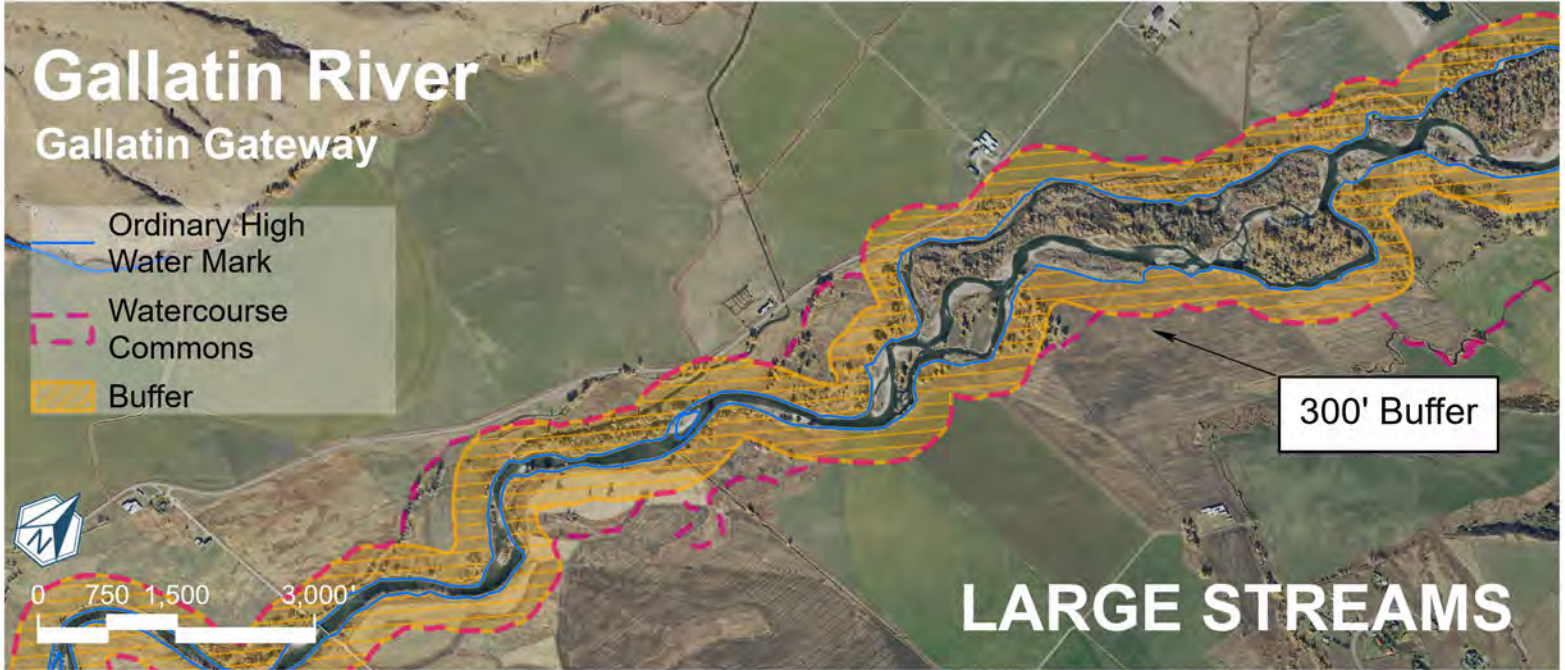 Gallatin River
Gallatin Gateway
Ordinary High
Water Mark
Watercourse
Commons
Buffer
300' Buffer
N
0 750 1,500 3,000'
LARGE STREAMS